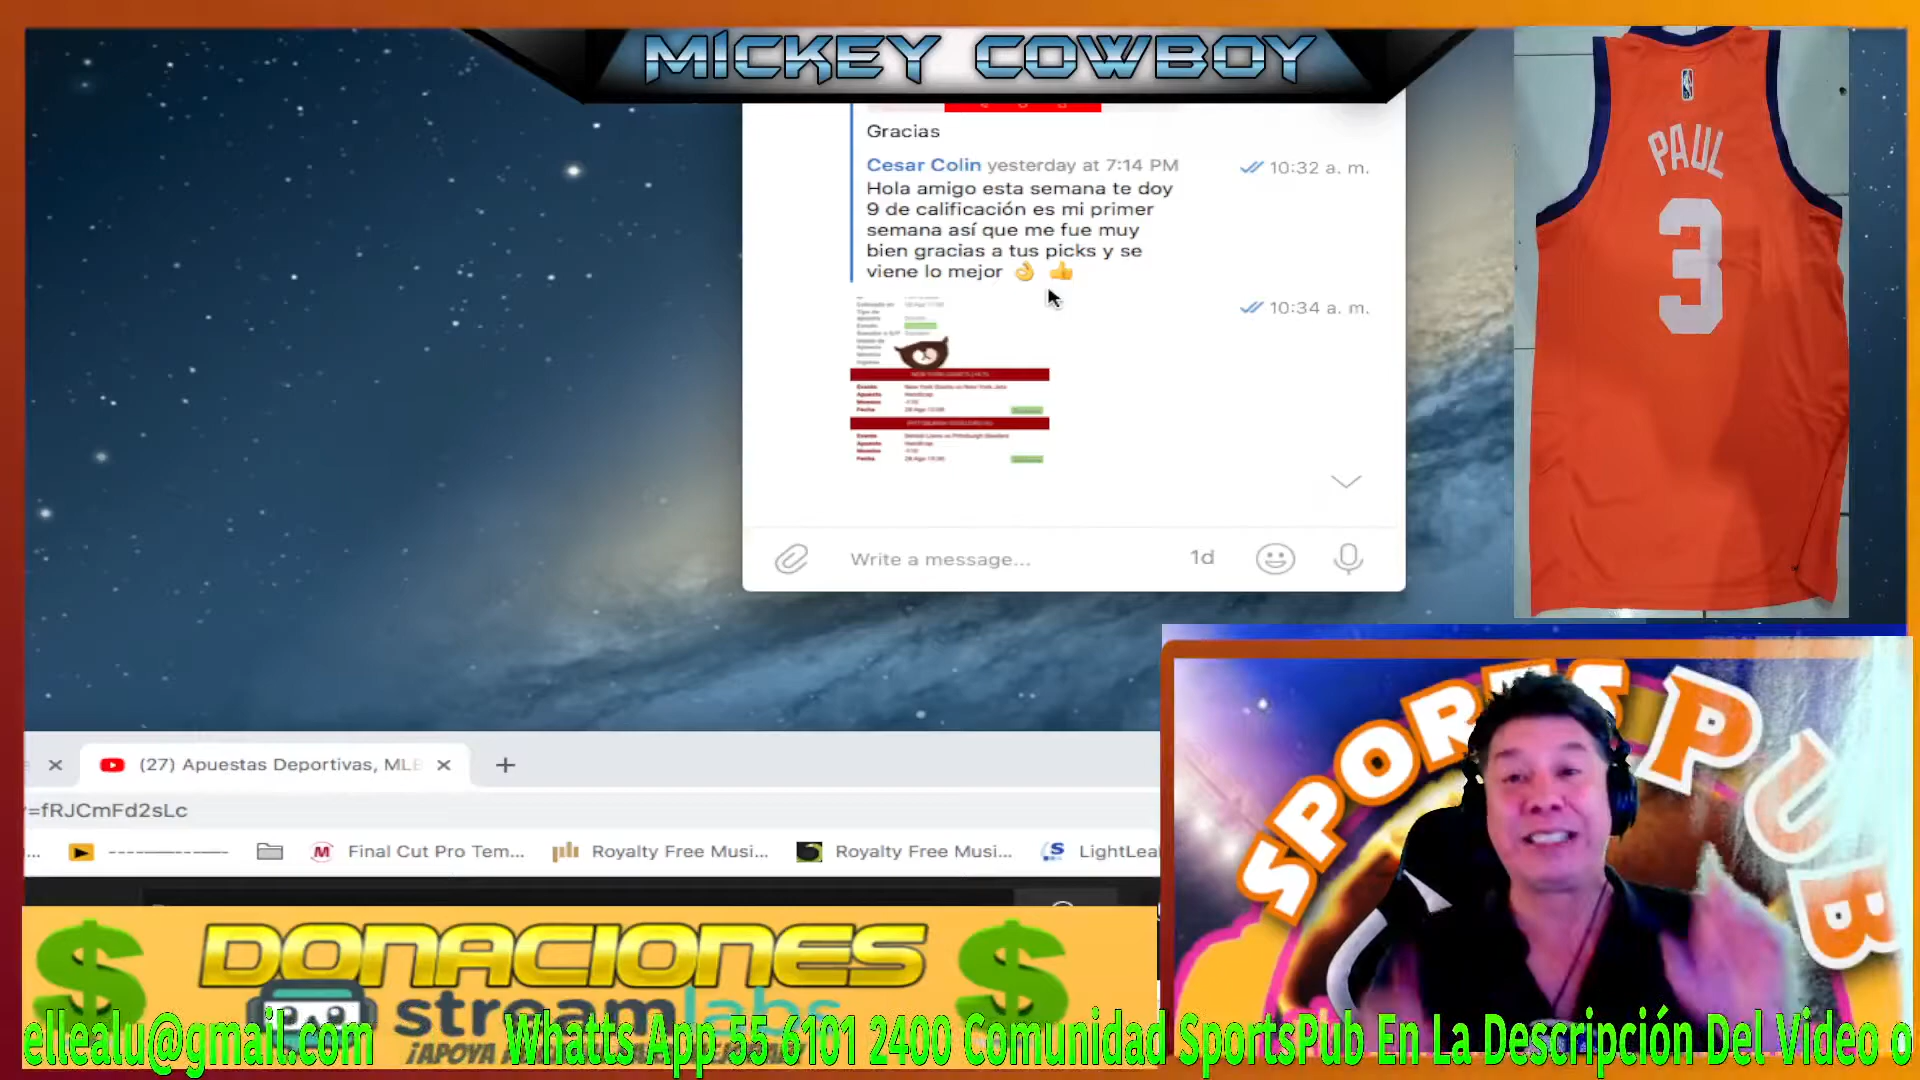 MICKEY COWBOY
PAUL
3
Gracias
Cesar Colin yesterday at 7:14 PM
10:32 a. m.
Hola amigo esta semana te doy
9 de calificación es mi primer
semana así que me fue muy
bien gracias a tus picks y se
viene lo mejor 👌 👍
10:34 a. m.
Write a message...
1d
(27) Apuestas Deportivas, MLB
=fRJCmFd2sLc
Final Cut Pro Tem...
Royalty Free Musi...
Royalty Free Musi...
LightLea
SPORTS PUB
$ DONACIONES $
streamlabs
¡APOYA
ellealu@gmail.com Whatts App 55 6101 2400 Comunidad SportsPub En La Descripción Del Video o